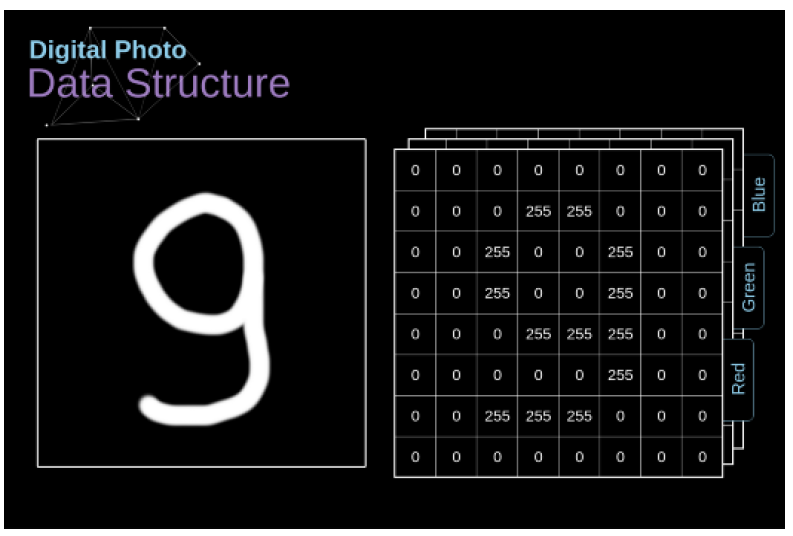 Digital Photo
Data Structure
9
0 0 0 0 0 0 0 0
0 0 0 255 255 0 0 0
0 0 255 0 0 255 0 0
0 0 255 0 0 255 0 0
0 0 0 255 255 255 0 0
0 0 0 0 0 255 0 0
0 0 255 255 255 0 0 0
0 0 0 0 0 0 0 0
Blue
Green
Red